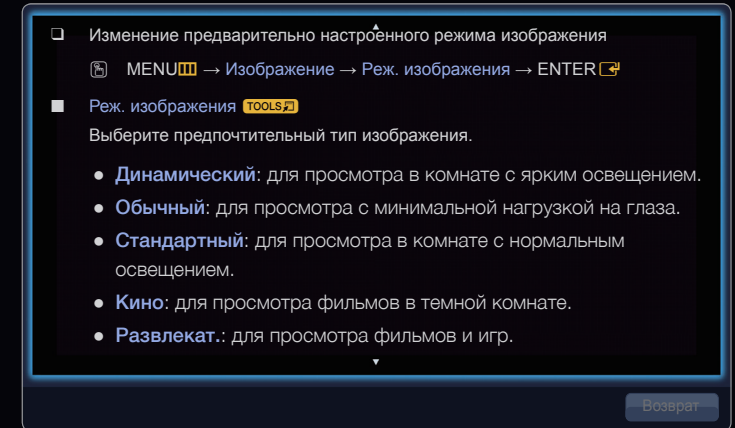 Изменение предварительно настроенного режима изображения
MENU → Изображение → Реж. изображения → ENTER
Реж. изображения TOOLS
Выберите предпочтительный тип изображения.
● Динамический: для просмотра в комнате с ярким освещением.
● Обычный: для просмотра с минимальной нагрузкой на глаза.
● Стандартный: для просмотра в комнате с нормальным
освещением.
● Кино: для просмотра фильмов в темной комнате.
● Развлекат.: для просмотра фильмов и игр.
Возврат